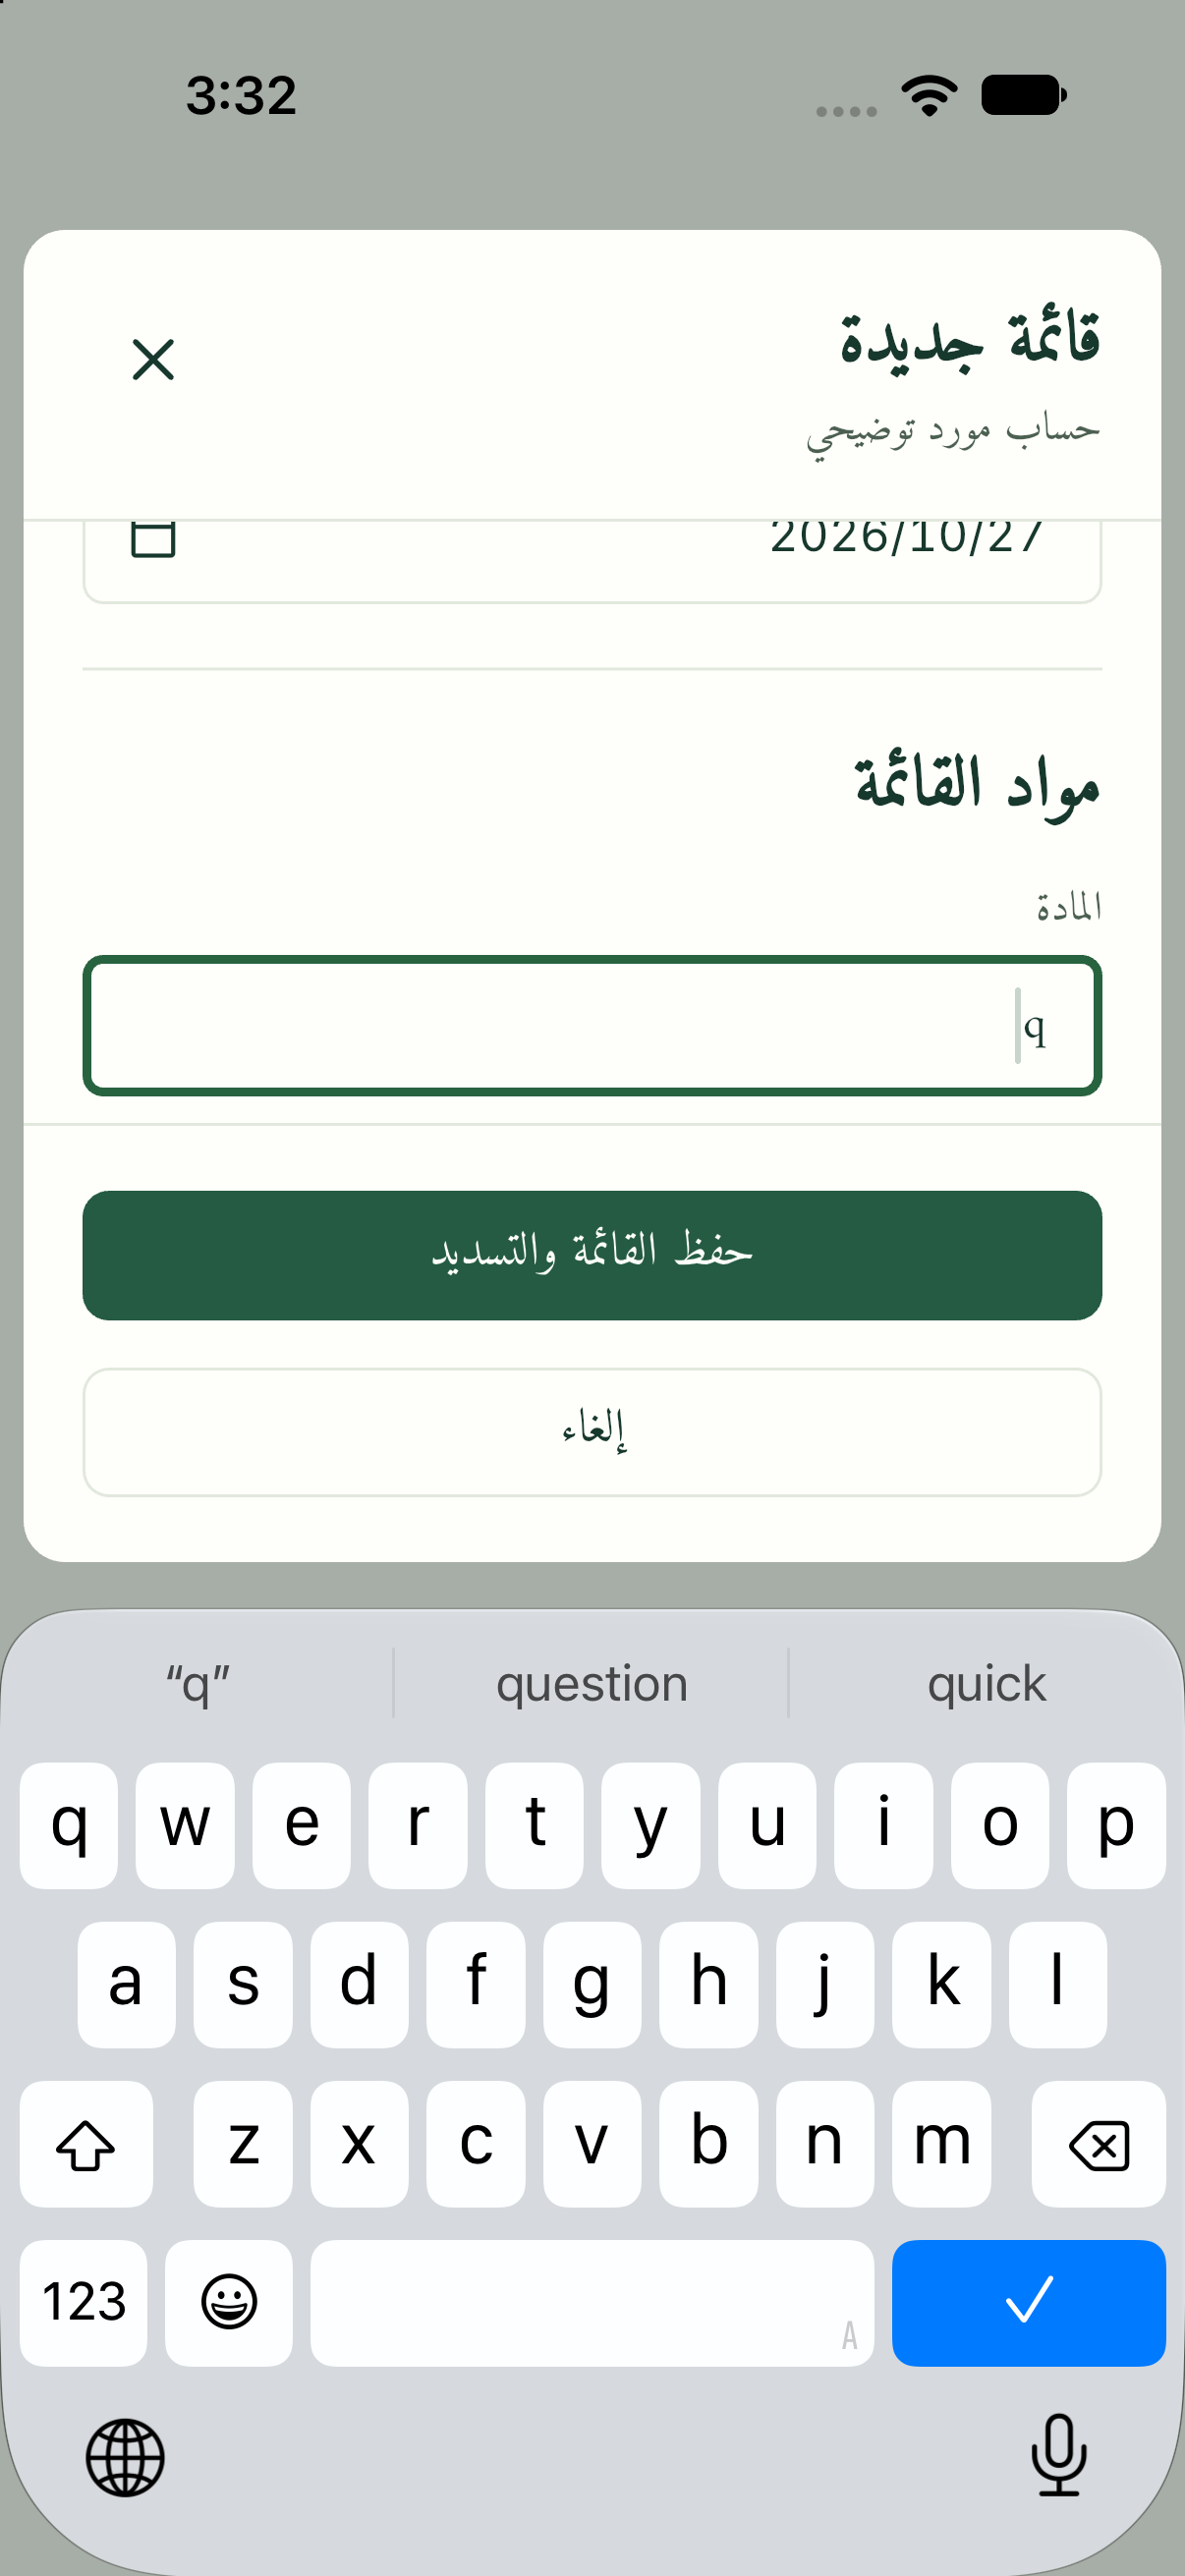 3:32
قائمة جديدة
حساب مورد توضيحي
2026/10/27
مواد القائمة
المادة
q
حفظ القائمة والتسديد
إلغاء
“q” question quick
q w e r t y u i o p
a s d f g h j k l
z x c v b n m
123
A